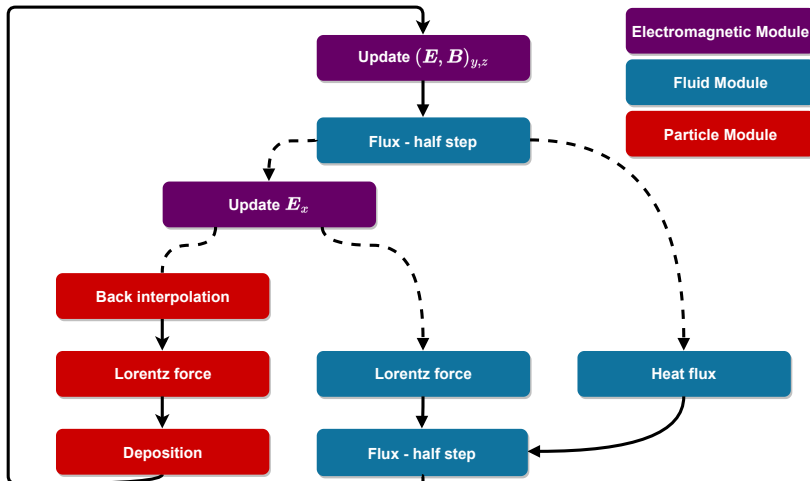 Update (E, B)y,z
Electromagnetic Module
Fluid Module
Particle Module
Flux - half step
Update Ex
Back interpolation
Lorentz force
Lorentz force
Heat flux
Deposition
Flux - half step